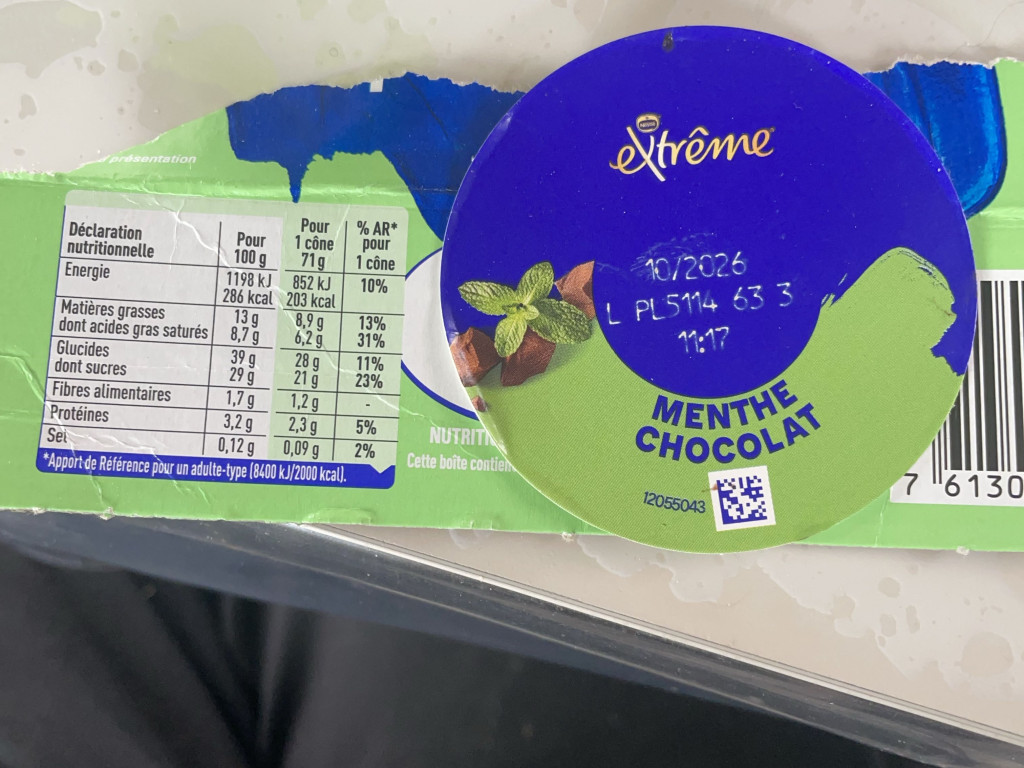 présentation
Déclaration nutritionnelle Pour 100 g Pour 1 cône 71 g % AR* pour 1 cône
Energie 1198 kJ 852 kJ 10%
286 kcal 203 kcal
Matières grasses 13 g 8,9 g 13%
dont acides gras saturés 8,7 g 6,2 g 31%
Glucides 39 g 28 g 11%
dont sucres 29 g 21 g 23%
Fibres alimentaires 1,7 g 1,2 g -
Protéines 3,2 g 2,3 g 5%
Sel 0,12 g 0,09 g 2%
*Apport de Référence pour un adulte-type (8400 kJ/2000 kcal).
Cette boîte
Nestlé
extrême
10/2026
L PL5114 63 3
11:17
MENTHE
CHOCOLAT
12055043
7 6130